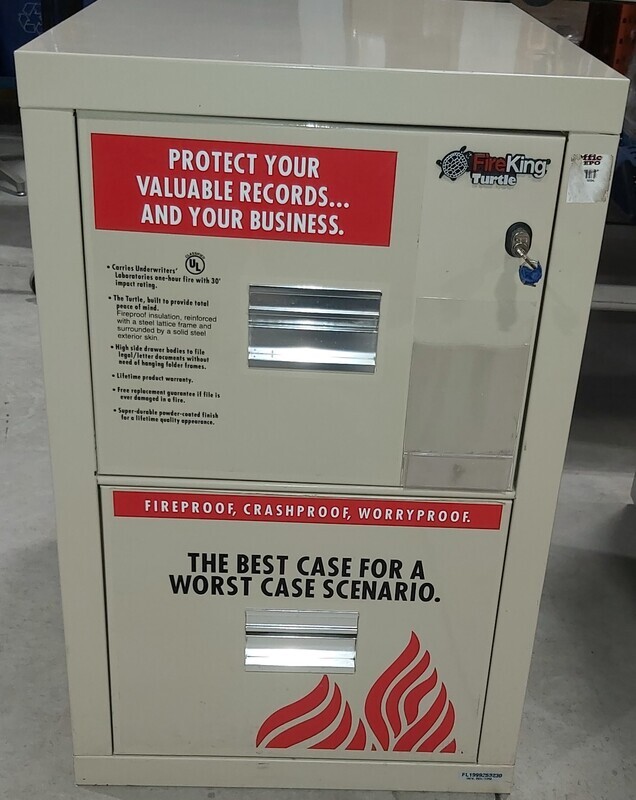 PROTECT YOUR
VALUABLE RECORDS...
AND YOUR BUSINESS.
FireKing
Turtle
CLASSIFIED
UL
• Carries Underwriters'
Laboratories one-hour fire with 30'
impact rating.
• The Turtle, built to provide total
peace of mind.
Fireproof insulation, reinforced
with a steel lattice frame and
surrounded by a solid steel
exterior skin.
• High side drawer bodies to file
legal/letter documents without
need of hanging folder frames.
• Lifetime product warranty.
• Free replacement guarantee if file is
ever damaged in a fire.
• Super-durable powder-coated finish
for a lifetime quality appearance.
FIREPROOF, CRASHPROOF, WORRYPROOF.
THE BEST CASE FOR A
WORST CASE SCENARIO.